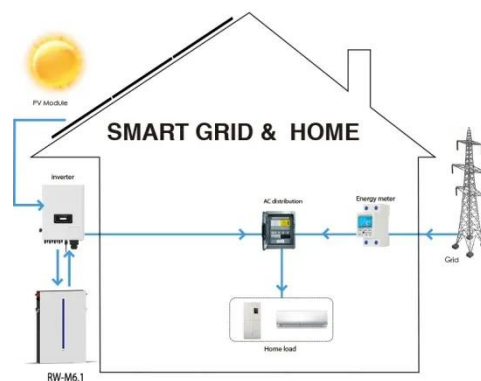 PV Module
SMART GRID & HOME
Inverter
AC distribution
Energy meter
Grid
Home load
RW-M6.1